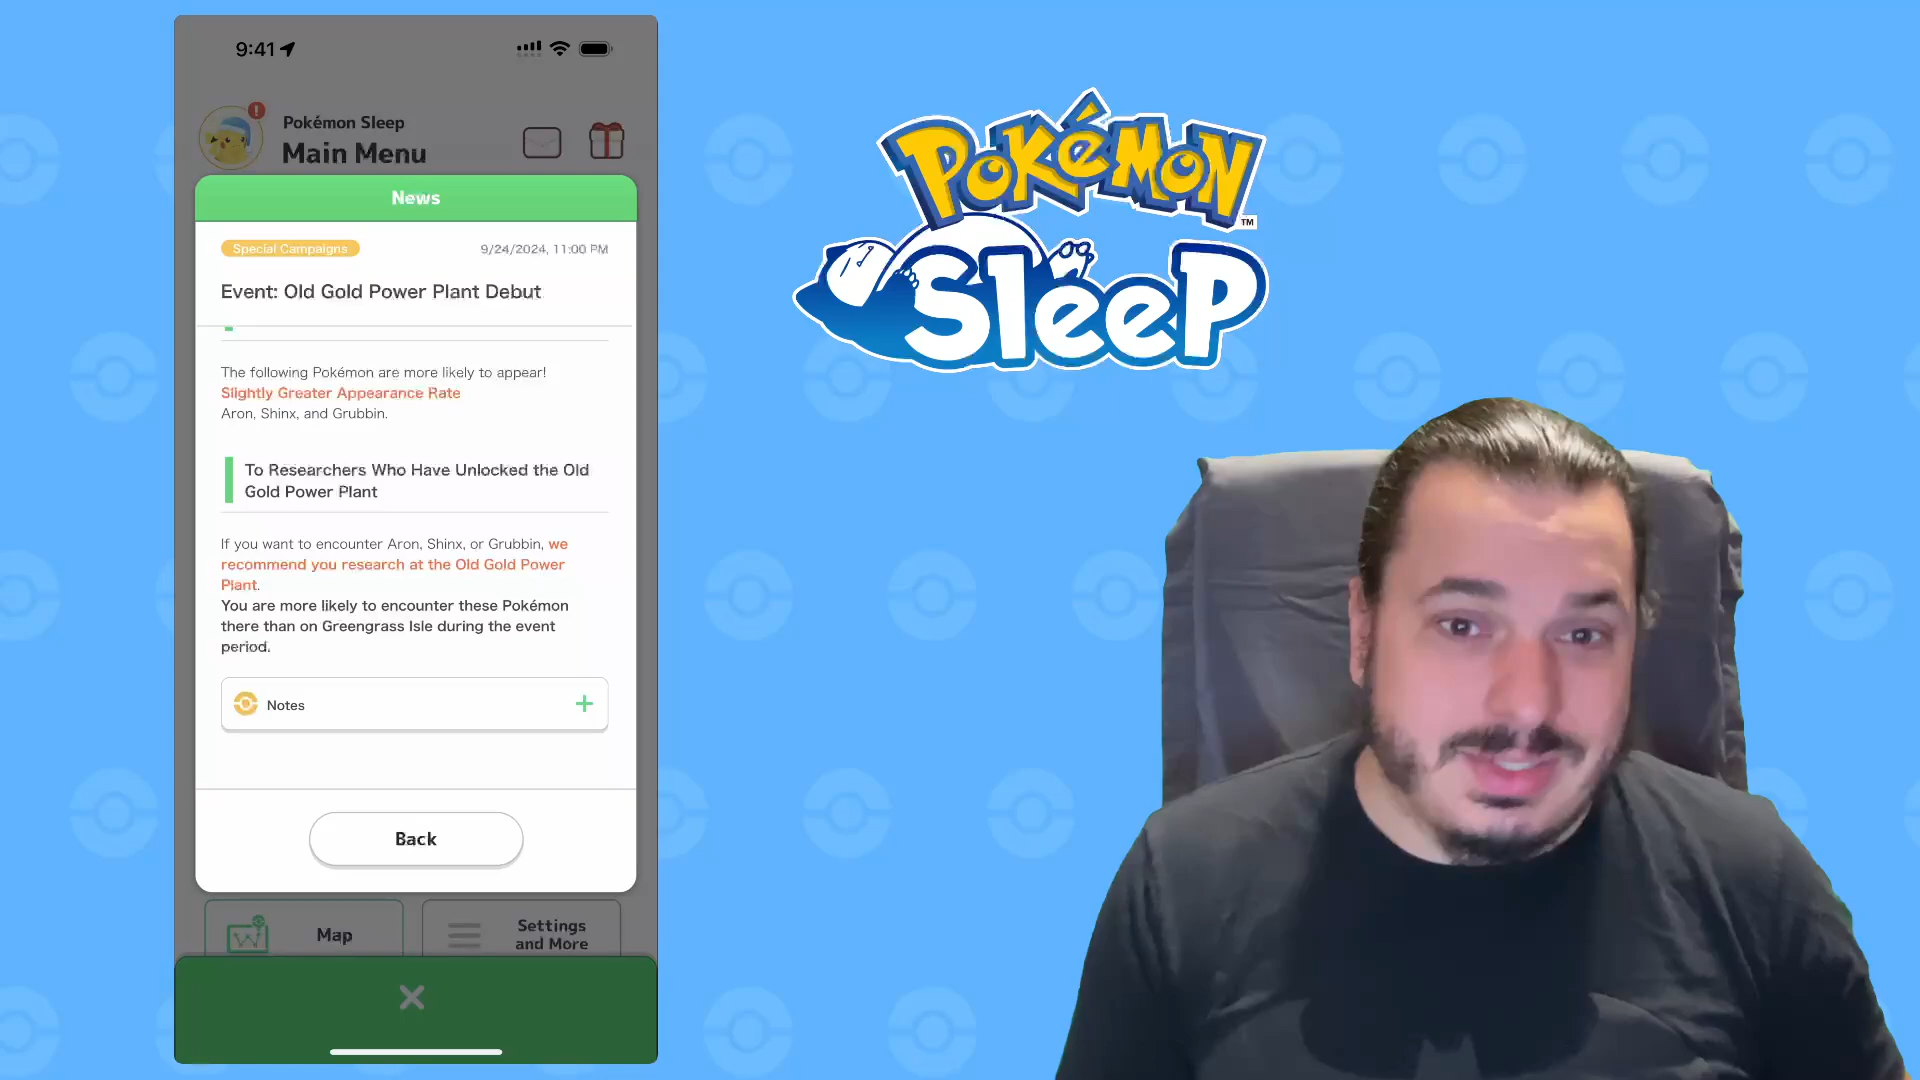 9:41
Pokémon Sleep
Main Menu
News
Special Campaigns
9/24/2024, 11:00 PM
Event: Old Gold Power Plant Debut
The following Pokémon are more likely to appear!
Slightly Greater Appearance Rate
Aron, Shinx, and Grubbin.
To Researchers Who Have Unlocked the Old
Gold Power Plant
If you want to encounter Aron, Shinx, or Grubbin, we
recommend you research at the Old Gold Power
Plant.
You are more likely to encounter these Pokémon
there than on Greengrass Isle during the event
period.
Notes
Back
Map
Settings
and More
POKéMON
TM
Sleep